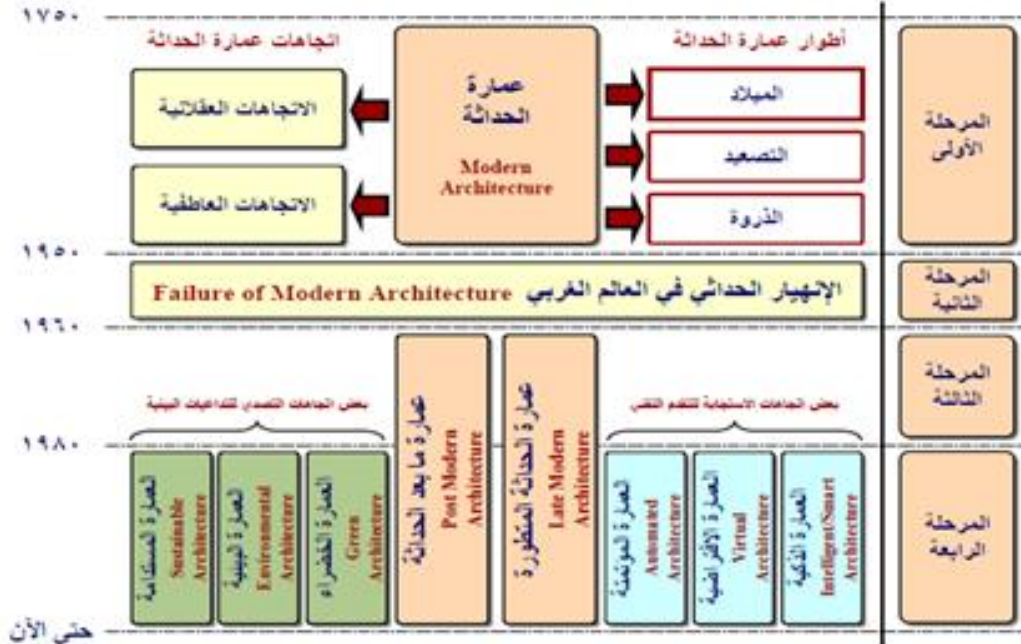 ١٧٥٠
أطوار عمارة الحداثة
اتجاهات عمارة الحداثة
المرحلة
الأولى
الميلاد
التصعيد
الذروة
عمارة
الحداثة
Modern
Architecture
الاتجاهات العقلانية
الاتجاهات العاطفية
١٩٥٠
المرحلة
الثانية
الإنهيار الحداثي في العالم الغربي Failure of Modern Architecture
١٩٦٠
المرحلة
الثالثة
بعض اتجاهات الاستجابة للتقدم التقني
بعض اتجاهات التصدي للتداعيات البيئية
١٩٨٠
المرحلة
الرابعة
العمارة الذكية
Intelligent/Smart
Architecture
العمارة الافتراضية
Virtual
Architecture
العمارة المؤتمتة
Automated
Architecture
عمارة الحداثة المتطورة
Late Modern
Architecture
عمارة ما بعد الحداثة
Post Modern
Architecture
العمارة الخضراء
Green
Architecture
العمارة البيئية
Environmental
Architecture
العمارة المستدامة
Sustainable
Architecture
حتى الآن